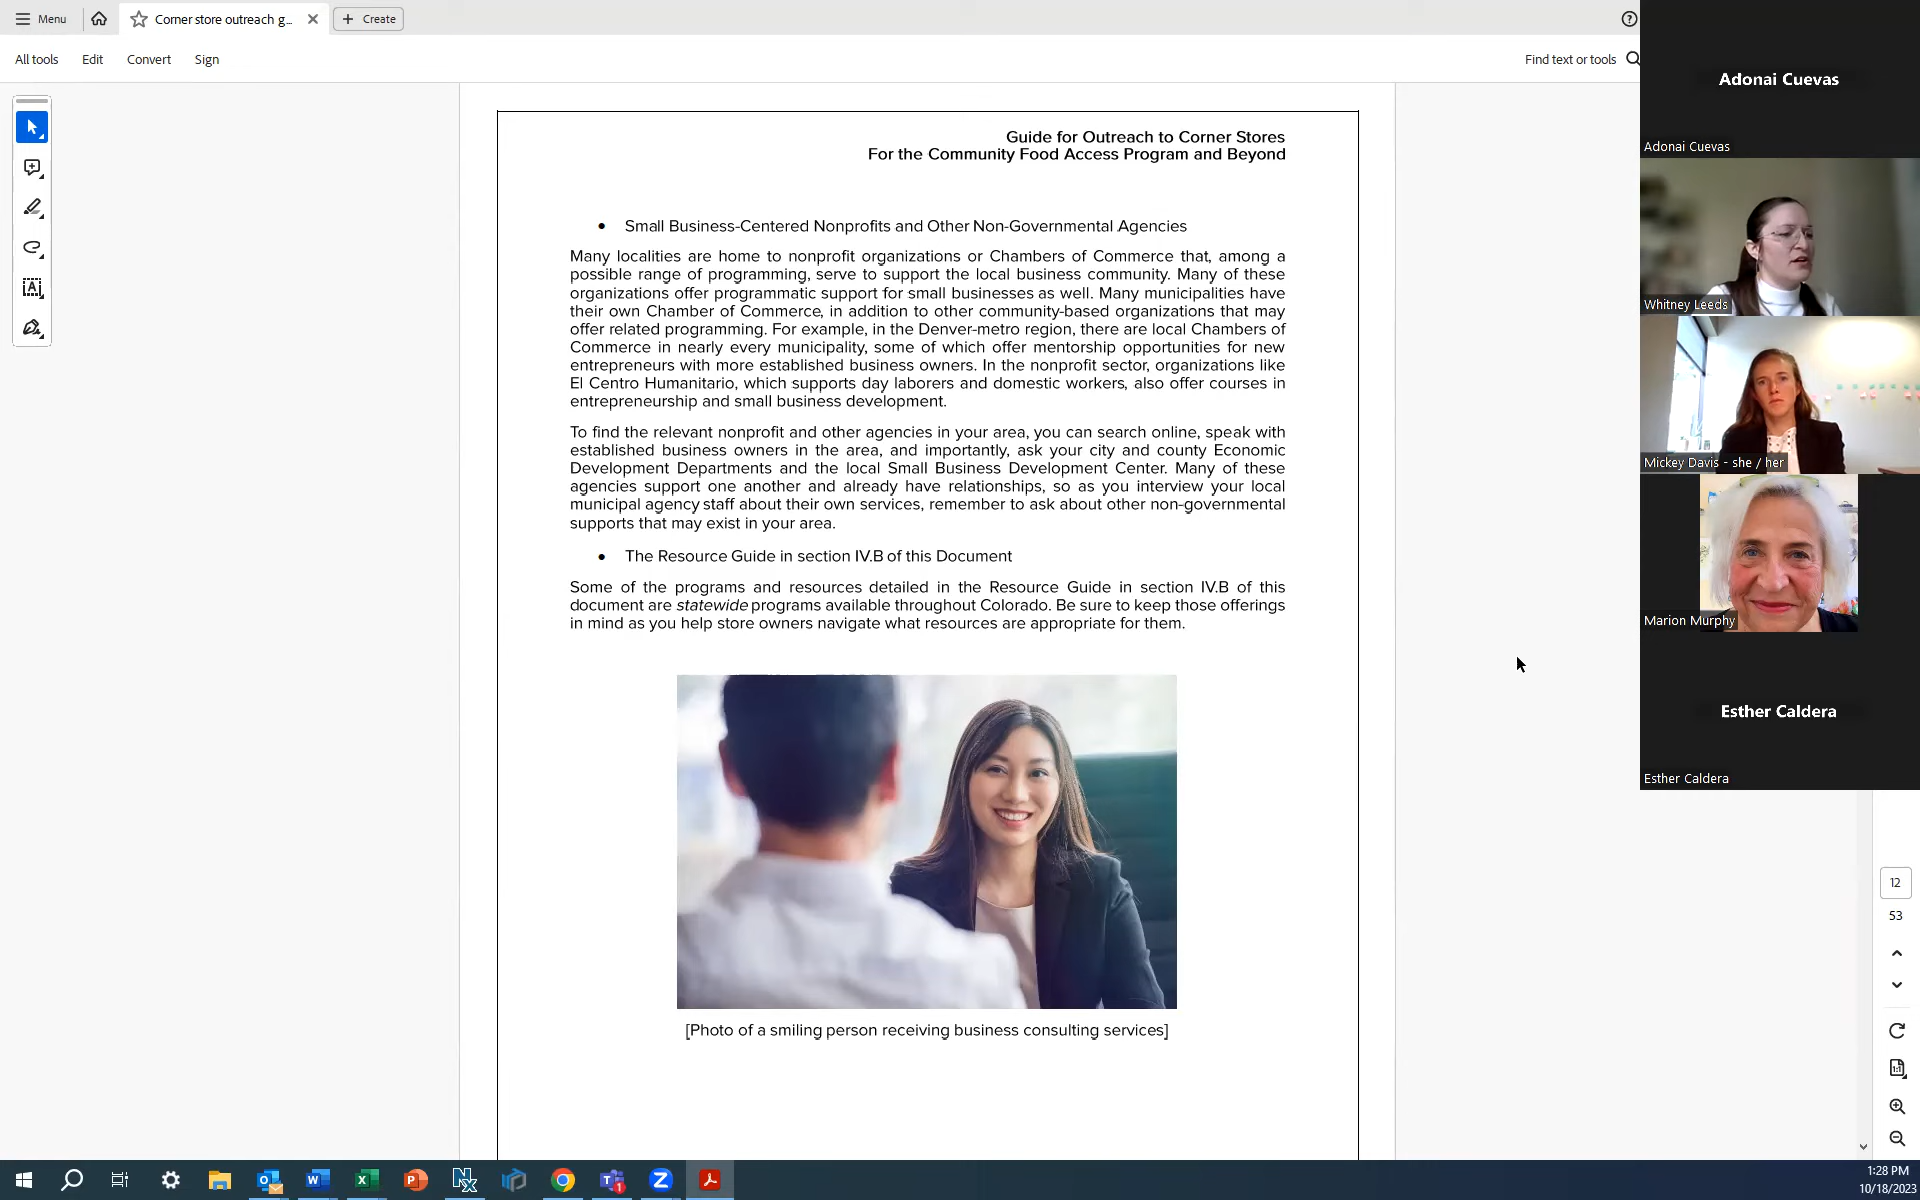 Menu
Corner store outreach g...
Create
All tools
Edit
Convert
Sign
Find text or tools
Guide for Outreach to Corner Stores
For the Community Food Access Program and Beyond
• Small Business-Centered Nonprofits and Other Non-Governmental Agencies
Many localities are home to nonprofit organizations or Chambers of Commerce that, among a
possible range of programming, serve to support the local business community. Many of these
organizations offer programmatic support for small businesses as well. Many municipalities have
their own Chamber of Commerce, in addition to other community-based organizations that may
offer related programming. For example, in the Denver-metro region, there are local Chambers of
Commerce in nearly every municipality, some of which offer mentorship opportunities for new
entrepreneurs with more established business owners. In the nonprofit sector, organizations like
El Centro Humanitario, which supports day laborers and domestic workers, also offer courses in
entrepreneurship and small business development.
To find the relevant nonprofit and other agencies in your area, you can search online, speak with
established business owners in the area, and importantly, ask your city and county Economic
Development Departments and the local Small Business Development Center. Many of these
agencies support one another and already have relationships, so as you interview your local
municipal agency staff about their own services, remember to ask about other non-governmental
supports that may exist in your area.
• The Resource Guide in section IV.B of this Document
Some of the programs and resources detailed in the Resource Guide in section IV.B of this
document are statewide programs available throughout Colorado. Be sure to keep those offerings
in mind as you help store owners navigate what resources are appropriate for them.
[Photo of a smiling person receiving business consulting services]
Adonai Cuevas
Adonai Cuevas
Whitney Leeds
Mickey Davis - she / her
Marion Murphy
Esther Caldera
Esther Caldera
12
53
1:28 PM
10/18/2023